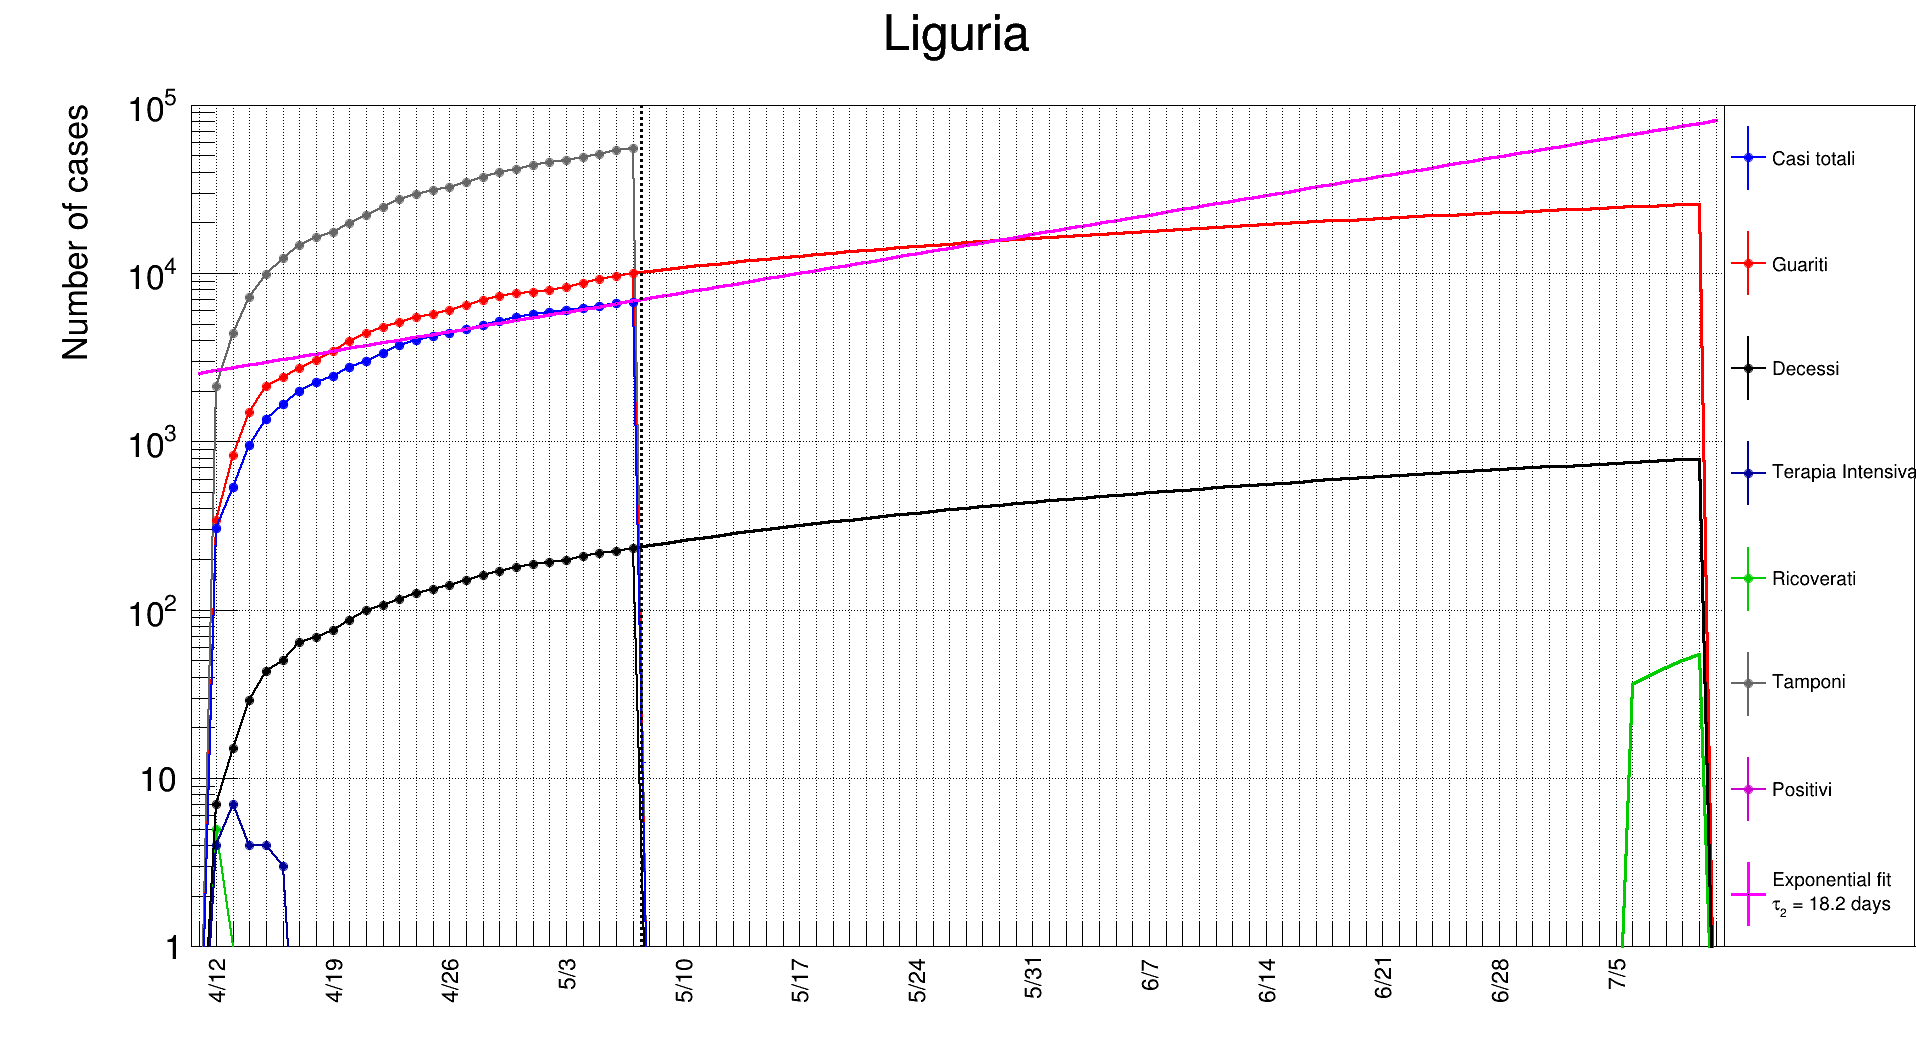 Liguria
Number of cases
10^5
10^4
10^3
10^2
10
1
4/12
4/19
4/26
5/3
5/10
5/17
5/24
5/31
6/7
6/14
6/21
6/28
7/5
Casi totali
Guariti
Decessi
Terapia Intensiva
Ricoverati
Tamponi
Positivi
Exponential fit
τ_2 = 18.2 days